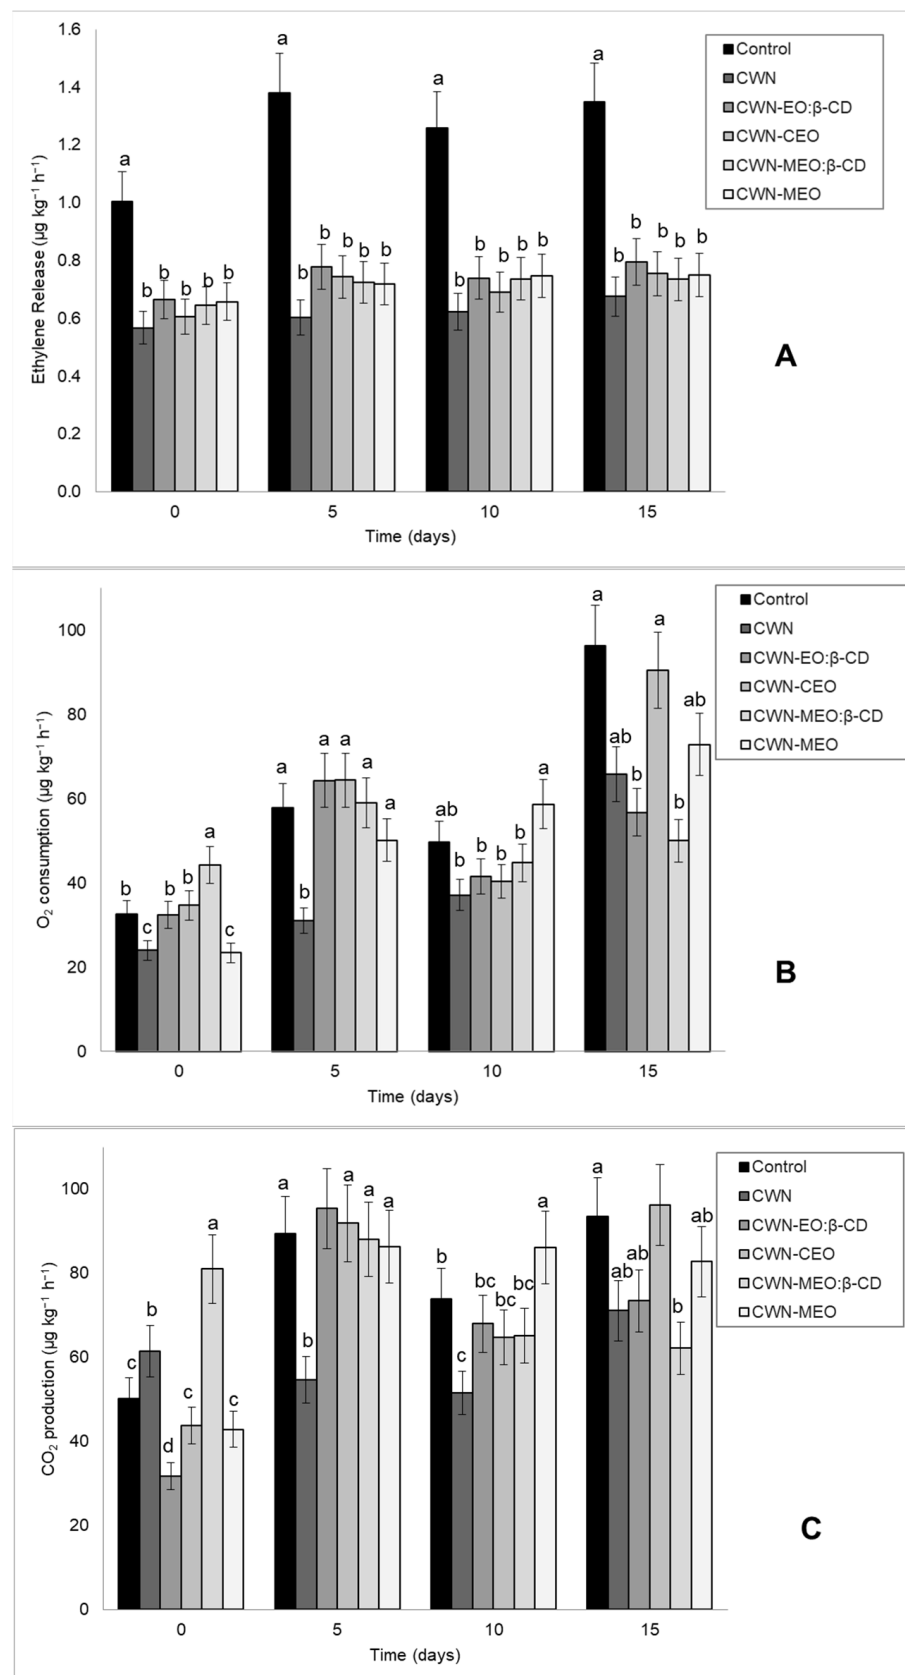 1.6
1.4
1.2
1.0
0.8
0.6
0.4
0.2
0.0
Ethylene Release (µg kg⁻¹ h⁻¹)
a b b b b b
a b b b b b
a b b b b b
a b b b b b
0 5 10 15
Time (days)
Control
CWN
CWN-EO:β-CD
CWN-CEO
CWN-MEO:β-CD
CWN-MEO
A
100
80
60
40
20
0
O₂ consumption (µg kg⁻¹ h⁻¹)
b c b b a c
a b a a a a
ab b b b b a
a ab b a b ab
0 5 10 15
Time (days)
Control
CWN
CWN-EO:β-CD
CWN-CEO
CWN-MEO:β-CD
CWN-MEO
B
100
80
60
40
20
0
CO₂ production (µg kg⁻¹ h⁻¹)
c b d c a c
a b a a a
b c bc bc bc a
a ab ab b ab
0 5 10 15
Time (days)
Control
CWN
CWN-EO:β-CD
CWN-CEO
CWN-MEO:β-CD
CWN-MEO
C